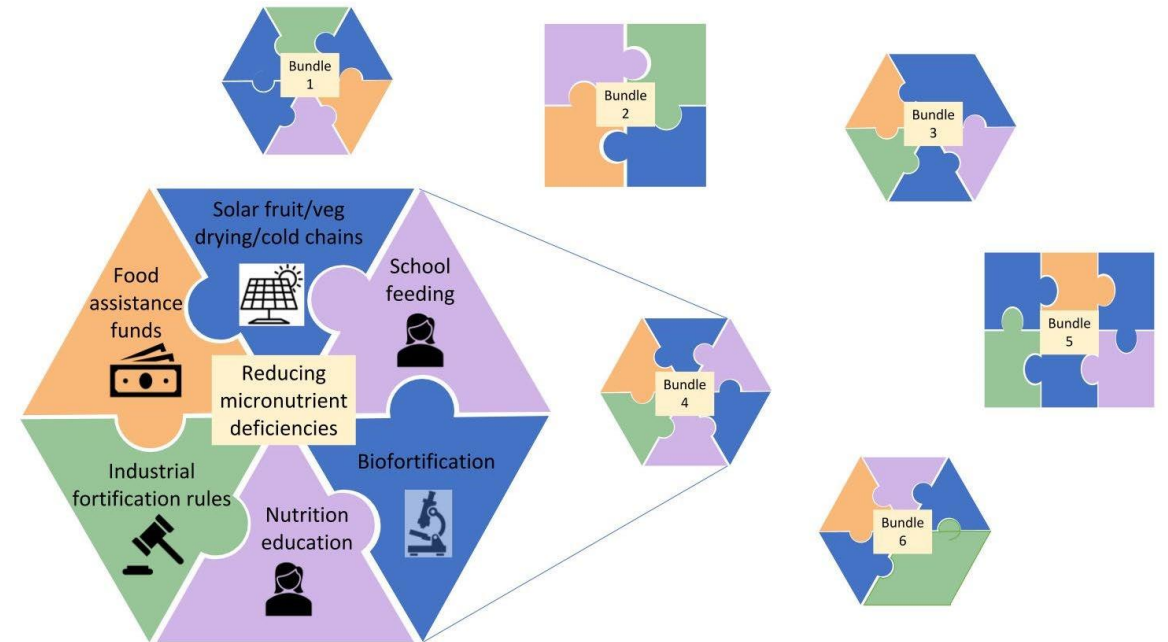 Bundle
1
Bundle
2
Bundle
3
Solar fruit/veg
drying/cold chains
Food
assistance
funds
School
feeding
Reducing
micronutrient
deficiencies
Industrial
fortification rules
Nutrition
education
Biofortification
Bundle
4
Bundle
5
Bundle
6